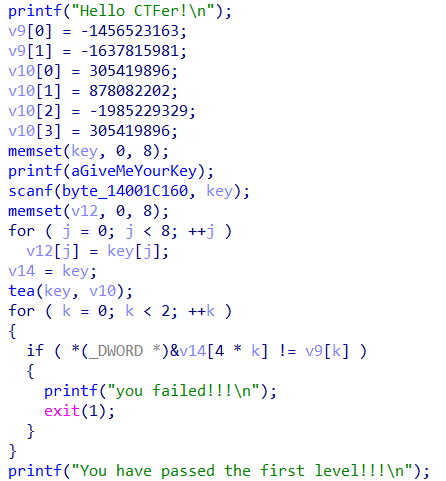 printf("Hello CTFer!\n");
v9[0] = -1456523163;
v9[1] = -1637815981;
v10[0] = 305419896;
v10[1] = 878082202;
v10[2] = -1985229329;
v10[3] = 305419896;
memset(key, 0, 8);
printf(aGiveMeYourKey);
scanf(byte_14001C160, key);
memset(v12, 0, 8);
for ( j = 0; j < 8; ++j )
v12[j] = key[j];
v14 = key;
tea(key, v10);
for ( k = 0; k < 2; ++k )
{
if ( *(_DWORD *)&v14[4 * k] != v9[k] )
{
printf("you failed!!!\n");
exit(1);
}
}
printf("You have passed the first level!!!\n");